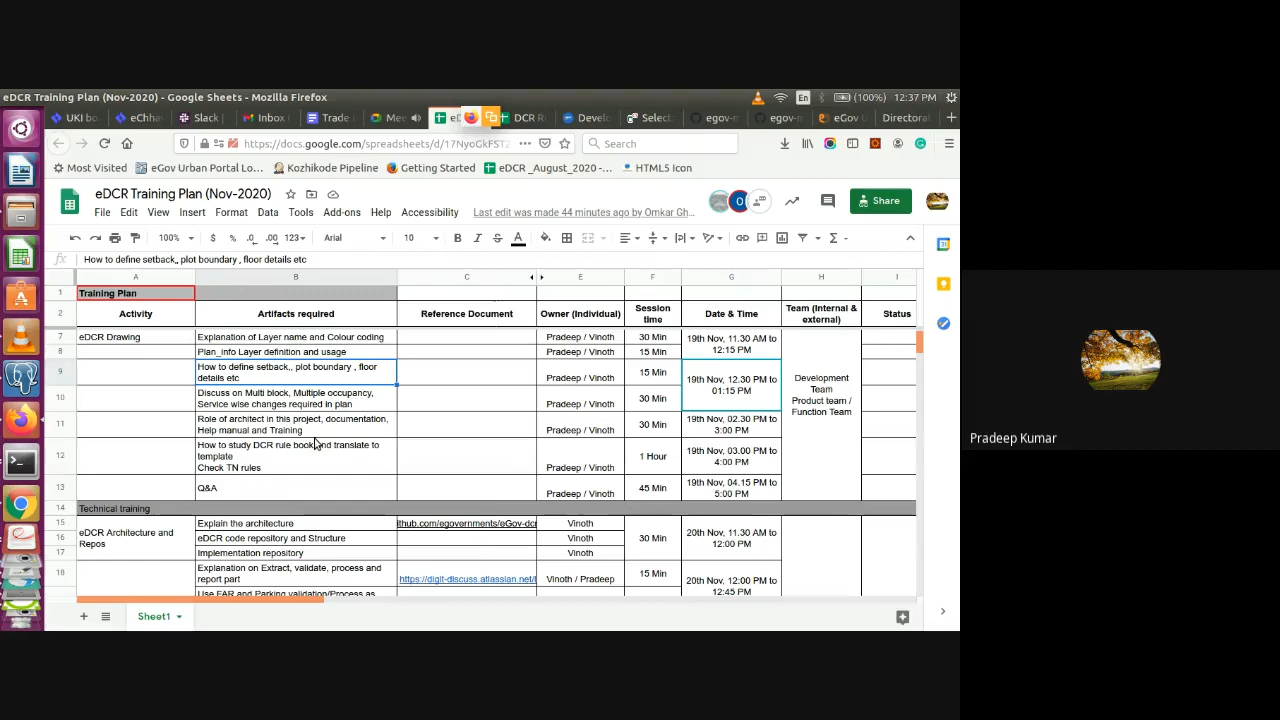 eDCR Training Plan (Nov-2020) - Google Sheets - Mozilla Firefox
En
(100%)
12:37 PM
UKI bo
eChha
Slack |
Inbox
Trade
Mee
DCR R
Develo
Select
egov-m
egov-m
eGov U
Directorat
https://docs.google.com/spreadsheets/d/17NyoGkFST2
Search
Most Visited
eGov Urban Portal Lo...
Kozhikode Pipeline
Getting Started
eDCR _August_2020 -...
HTML5 Icon
eDCR Training Plan (Nov-2020)
File Edit View Insert Format Data Tools Add-ons Help Accessibility
Last edit was made 44 minutes ago by Omkar Gh...
O
Share
100%
$ % .0 .00 123
Arial
10
B I S A
fx How to define setback,, plot boundary , floor details etc
A B C E F G H I
1 Training Plan
2 Activity Artifacts required Reference Document Owner (Individual) Session time Date & Time Team (Internal & external) Status
7 eDCR Drawing Explanation of Layer name and Colour coding Pradeep / Vinoth 30 Min 19th Nov, 11.30 AM to 12:15 PM
8 Plan_info Layer definition and usage Pradeep / Vinoth 15 Min
9 How to define setback,, plot boundary , floor details etc Pradeep / Vinoth 15 Min 19th Nov, 12.30 PM to 01:15 PM
Development Team Product team / Function Team
10 Discuss on Multi block, Multiple occupancy, Service wise changes required in plan Pradeep / Vinoth 30 Min
11 Role of architect in this project, documentation, Help manual and Training Pradeep / Vinoth 30 Min 19th Nov, 02.30 PM to 3:00 PM
12 How to study DCR rule book and translate to template Check TN rules Pradeep / Vinoth 1 Hour 19th Nov, 03.00 PM to 4:00 PM
13 Q&A Pradeep / Vinoth 45 Min 19th Nov, 04.15 PM to 5:00 PM
14 Technical training
15 eDCR Architecture and Repos Explain the architecture ithub.com/egovernments/eGov-dcr Vinoth 30 Min 20th Nov, 11.30 AM to 12:00 PM
16 eDCR code repository and Structure Vinoth
17 Implementation repository Vinoth
18 Explanation on Extract, validate, process and report part https://digit-discuss.atlassian.net/l Vinoth / Pradeep 15 Min 20th Nov, 12:00 PM to 12:45 PM
Use FAR and Parking validation/Process as
Sheet1
Pradeep Kumar